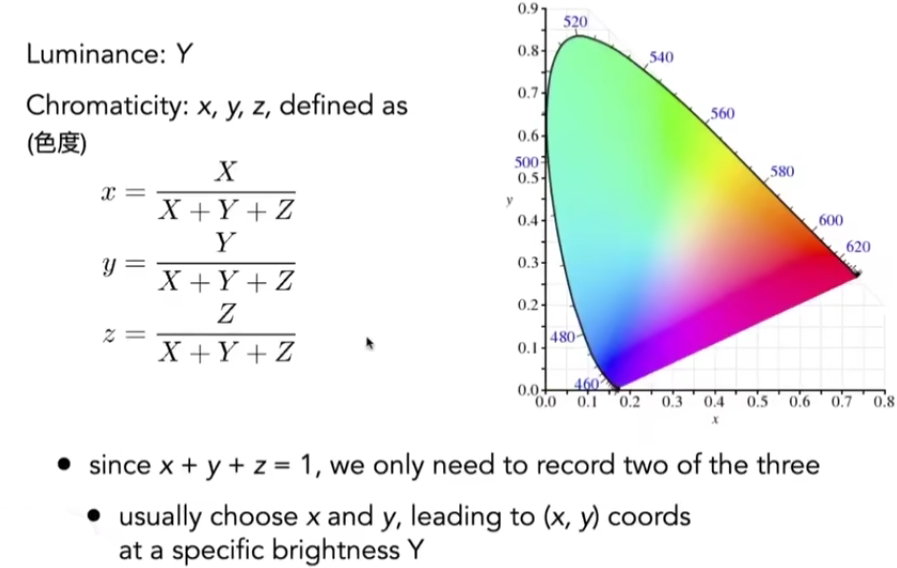 Luminance: Y
Chromaticity: x, y, z, defined as
(色度)
x = X / X + Y + Z
y = Y / X + Y + Z
z = Z / X + Y + Z
0.9
0.8
0.7
0.6
500
0.5
y
0.4
0.3
0.2
0.1
0.0
520
540
560
580
600
620
480
460
0.0 0.1 0.2 0.3 0.4 0.5 0.6 0.7 0.8
x
• since x + y + z = 1, we only need to record two of the three
• usually choose x and y, leading to (x, y) coords
at a specific brightness Y